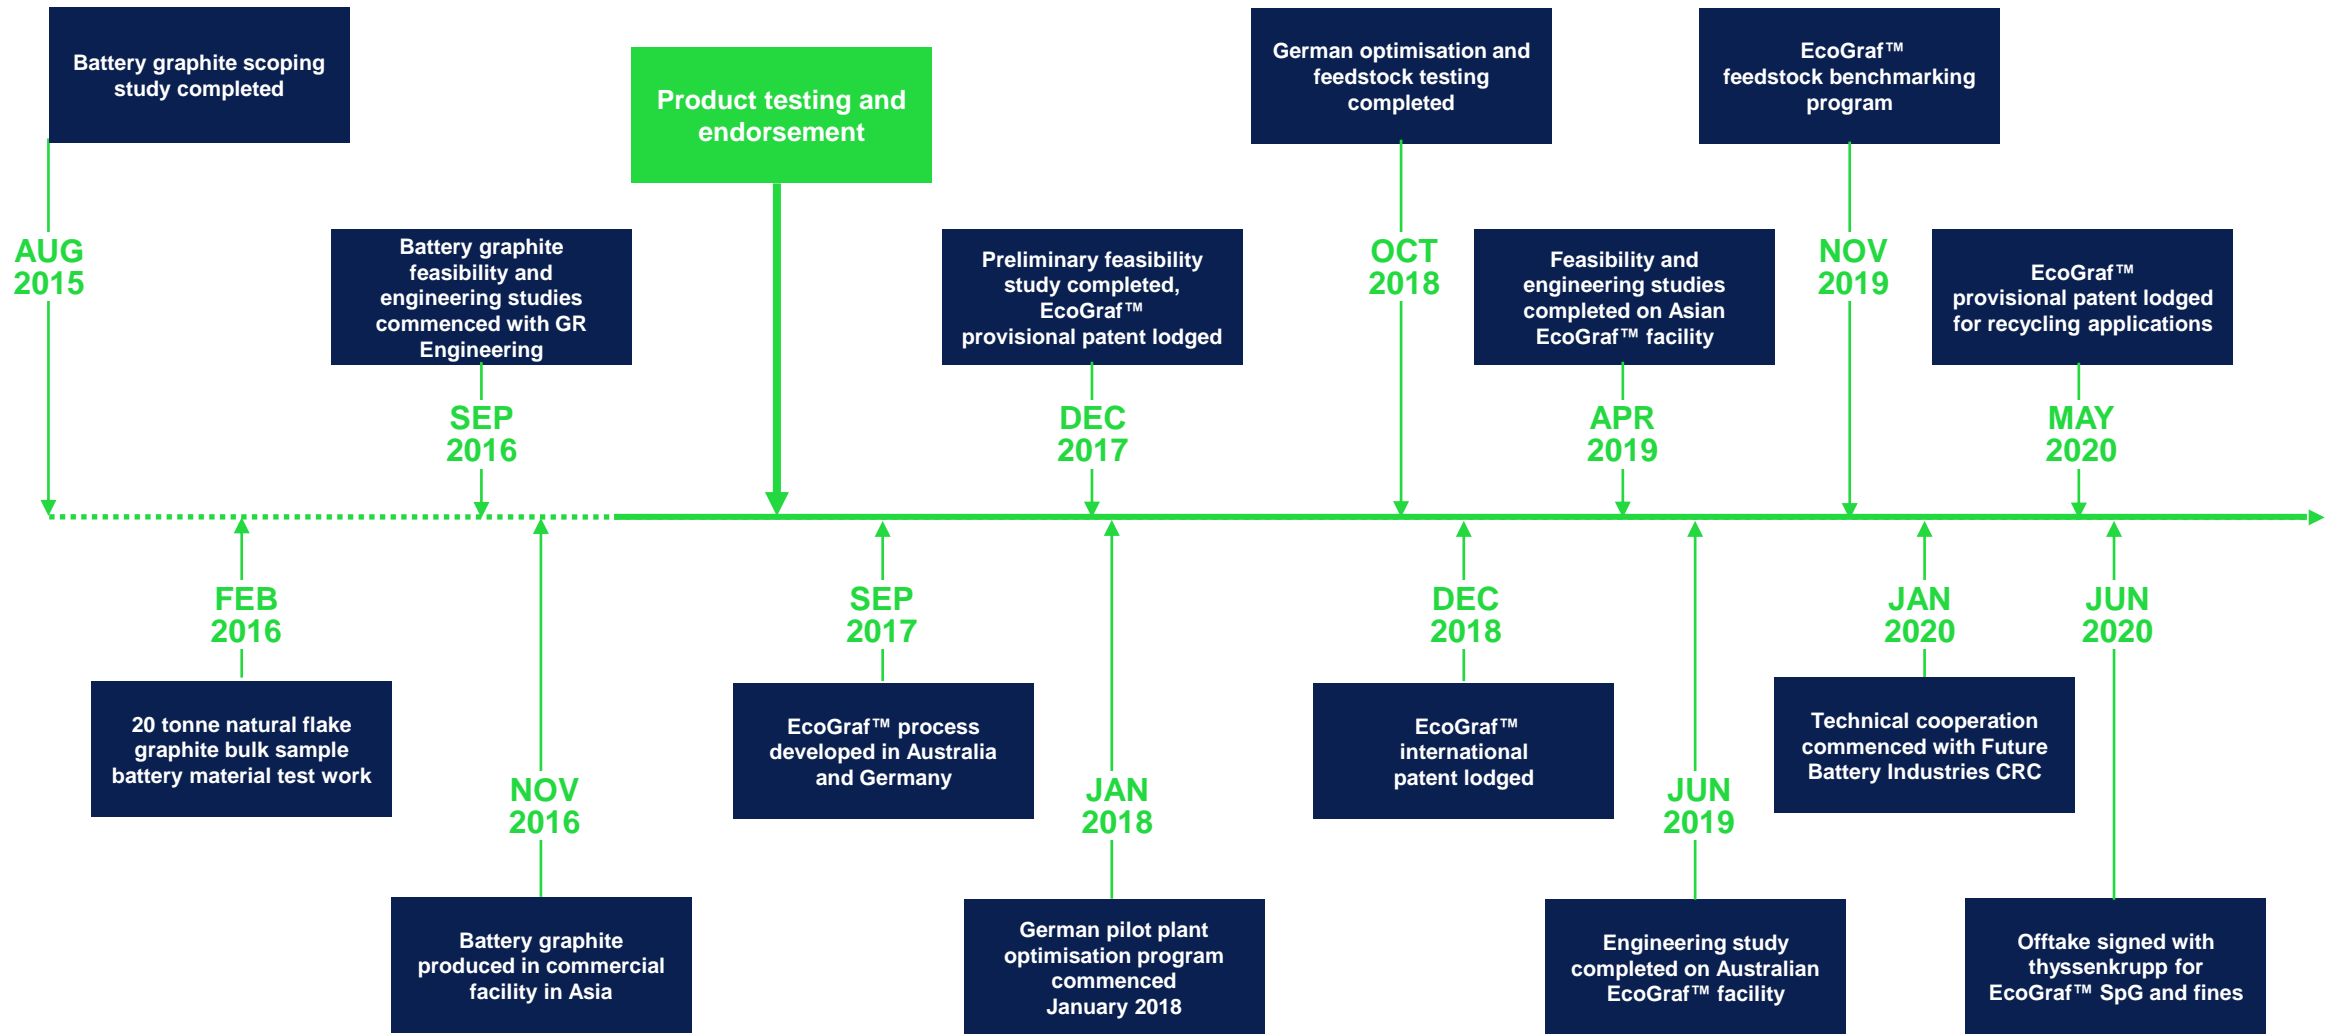 Battery graphite scoping
study completed
AUG
2015
20 tonne natural flake
graphite bulk sample
battery material test work
FEB
2016
Battery graphite
feasibility and
engineering studies
commenced with GR
Engineering
SEP
2016
Battery graphite
produced in commercial
facility in Asia
NOV
2016
Product testing and
endorsement
EcoGraf™ process
developed in Australia
and Germany
SEP
2017
Preliminary feasibility
study completed,
EcoGraf™
provisional patent lodged
DEC
2017
German pilot plant
optimisation program
commenced
January 2018
JAN
2018
German optimisation and
feedstock testing
completed
OCT
2018
EcoGraf™
international
patent lodged
DEC
2018
Feasibility and
engineering studies
completed on Asian
EcoGraf™ facility
APR
2019
Engineering study
completed on Australian
EcoGraf™ facility
JUN
2019
EcoGraf™
feedstock benchmarking
program
NOV
2019
Technical cooperation
commenced with Future
Battery Industries CRC
JAN
2020
EcoGraf™
provisional patent lodged
for recycling applications
MAY
2020
Offtake signed with
thyssenkrupp for
EcoGraf™ SpG and fines
JUN
2020